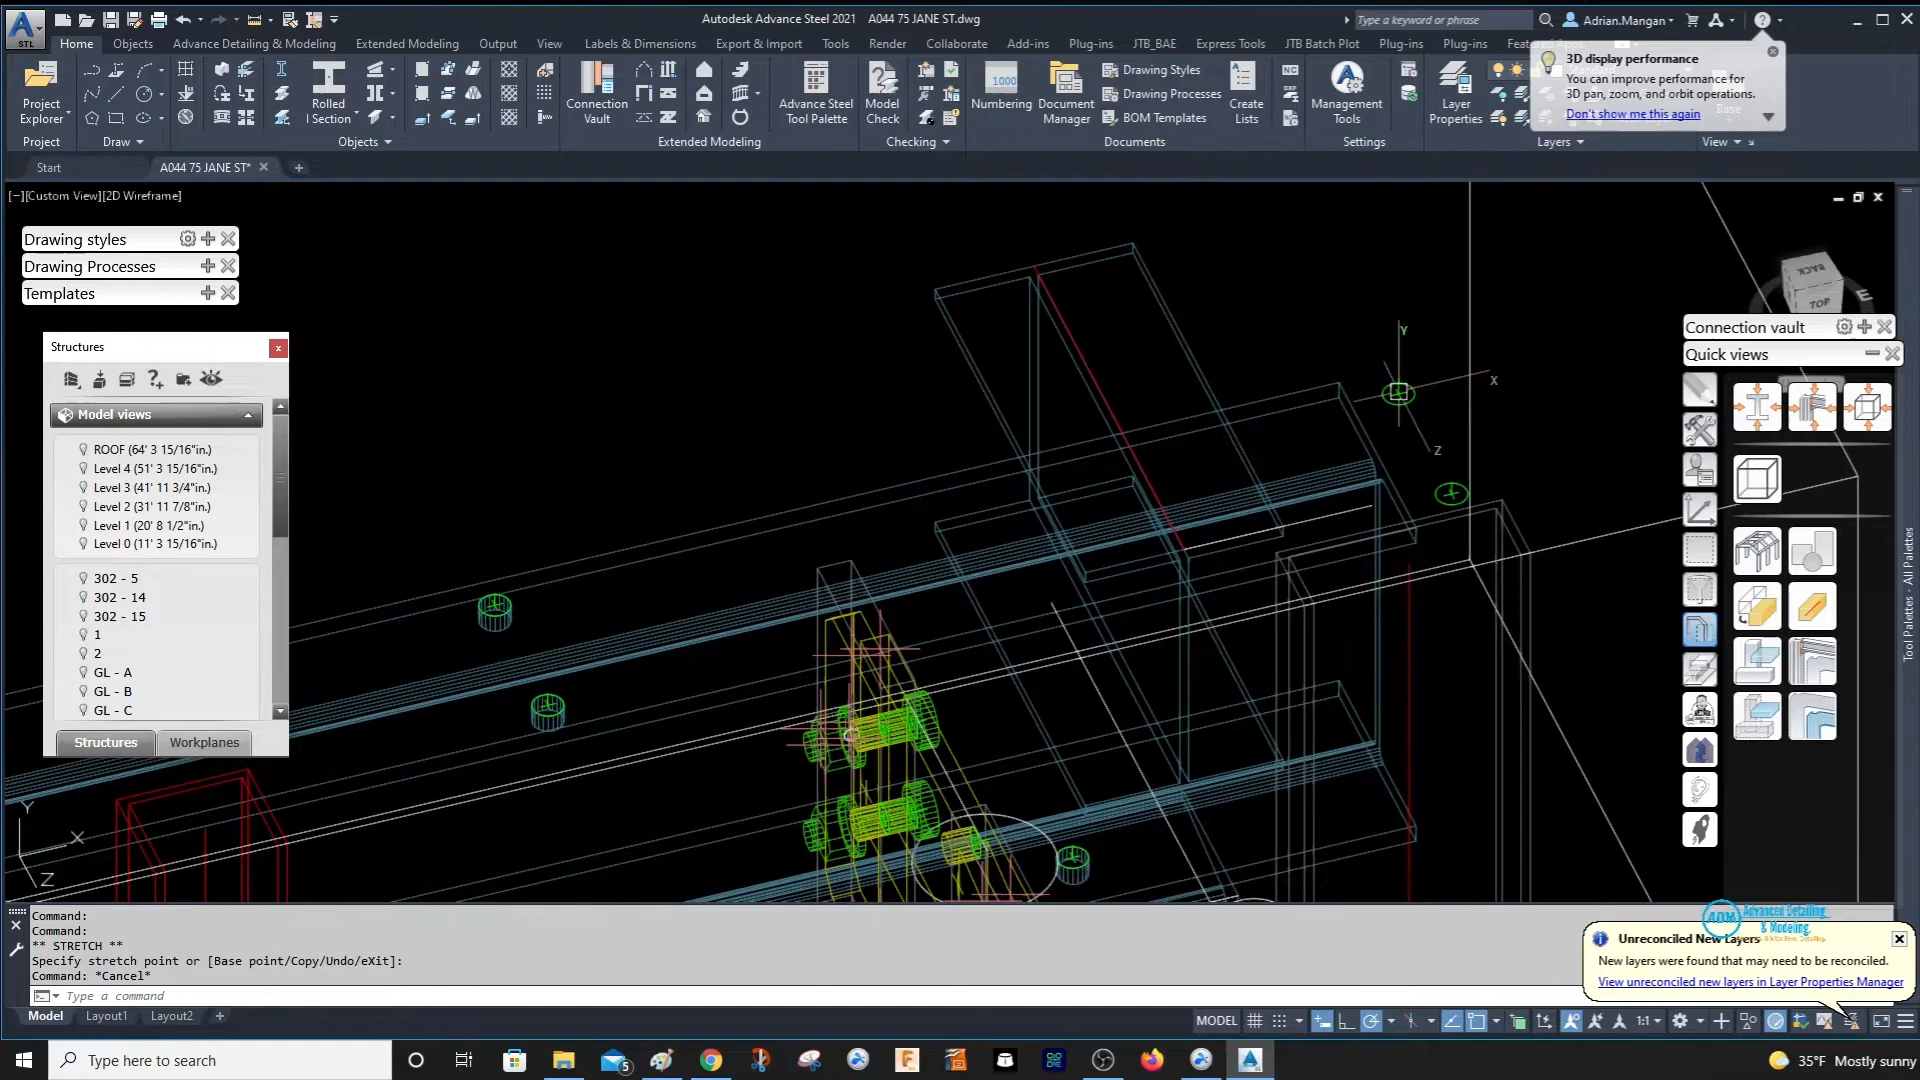 Autodesk Advance Steel 2021 A044 75 JANE ST.dwg
Type a keyword or phrase
Adrian.Mangan
STL
Home
Objects
Advance Detailing & Modeling
Extended Modeling
Output
View
Labels & Dimensions
Export & Import
Tools
Render
Collaborate
Add-ins
Plug-ins
JTB_BAE
Express Tools
JTB Batch Plot
Plug-ins
Plug-ins
3D display performance
You can improve performance for
3D pan, zoom, and orbit operations.
Don't show me this again
Project
Explorer
Rolled
I Section
Connection
Vault
Advance Steel
Tool Palette
Model
Check
1000
Numbering
Document
Manager
Drawing Styles
Drawing Processes
BOM Templates
Create
Lists
NC
DXF
Management
Tools
Layer
Properties
Base
Project
Draw
Objects
Extended Modeling
Checking
Documents
Settings
Layers
View
Start
A044 75 JANE ST*
[−][Custom View][2D Wireframe]
Drawing styles
Drawing Processes
Templates
Structures
Model views
ROOF (64' 3 15/16"in.)
Level 4 (51' 3 15/16"in.)
Level 3 (41' 11 3/4"in.)
Level 2 (31' 11 7/8"in.)
Level 1 (20' 8 1/2"in.)
Level 0 (11' 3 15/16"in.)
302 - 5
302 - 14
302 - 15
1
2
GL - A
GL - B
GL - C
Structures
Workplanes
Y
X
Z
Y
X
Z
BACK
TOP
E
Connection vault
Quick views
Tool Palettes - All Palettes
Command:
Command:
** STRETCH **
Specify stretch point or [Base point/Copy/Undo/eXit]:
Command: *Cancel*
Type a command
ADM
Advanced Detailing
& Modeling.
Unreconciled New Layers
New layers were found that may need to be reconciled.
View unreconciled new layers in Layer Properties Manager
Model
Layout1
Layout2
MODEL
1:1
Type here to search
5
35°F Mostly sunny